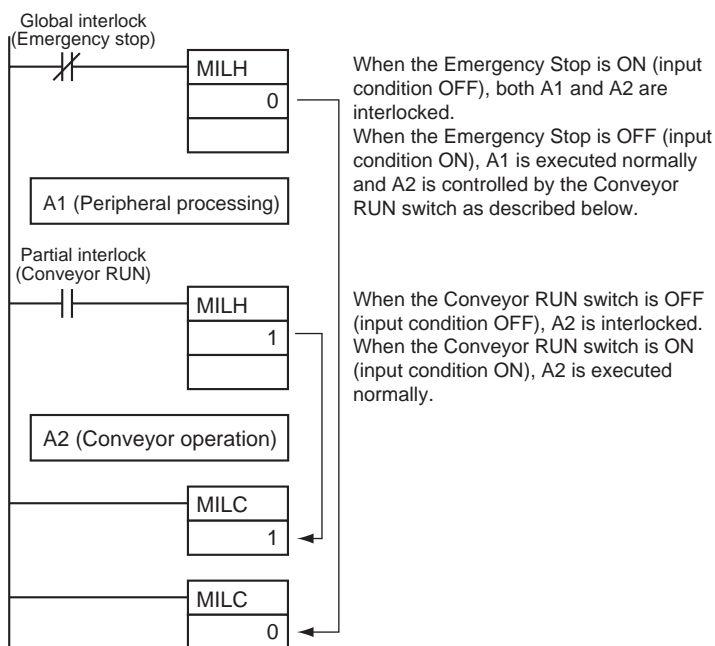 Global interlock
(Emergency stop)
MILH
0
When the Emergency Stop is ON (input
condition OFF), both A1 and A2 are
interlocked.
When the Emergency Stop is OFF (input
condition ON), A1 is executed normally
and A2 is controlled by the Conveyor
RUN switch as described below.
A1 (Peripheral processing)
Partial interlock
(Conveyor RUN)
MILH
1
When the Conveyor RUN switch is OFF
(input condition OFF), A2 is interlocked.
When the Conveyor RUN switch is ON
(input condition ON), A2 is executed
normally.
A2 (Conveyor operation)
MILC
1
MILC
0